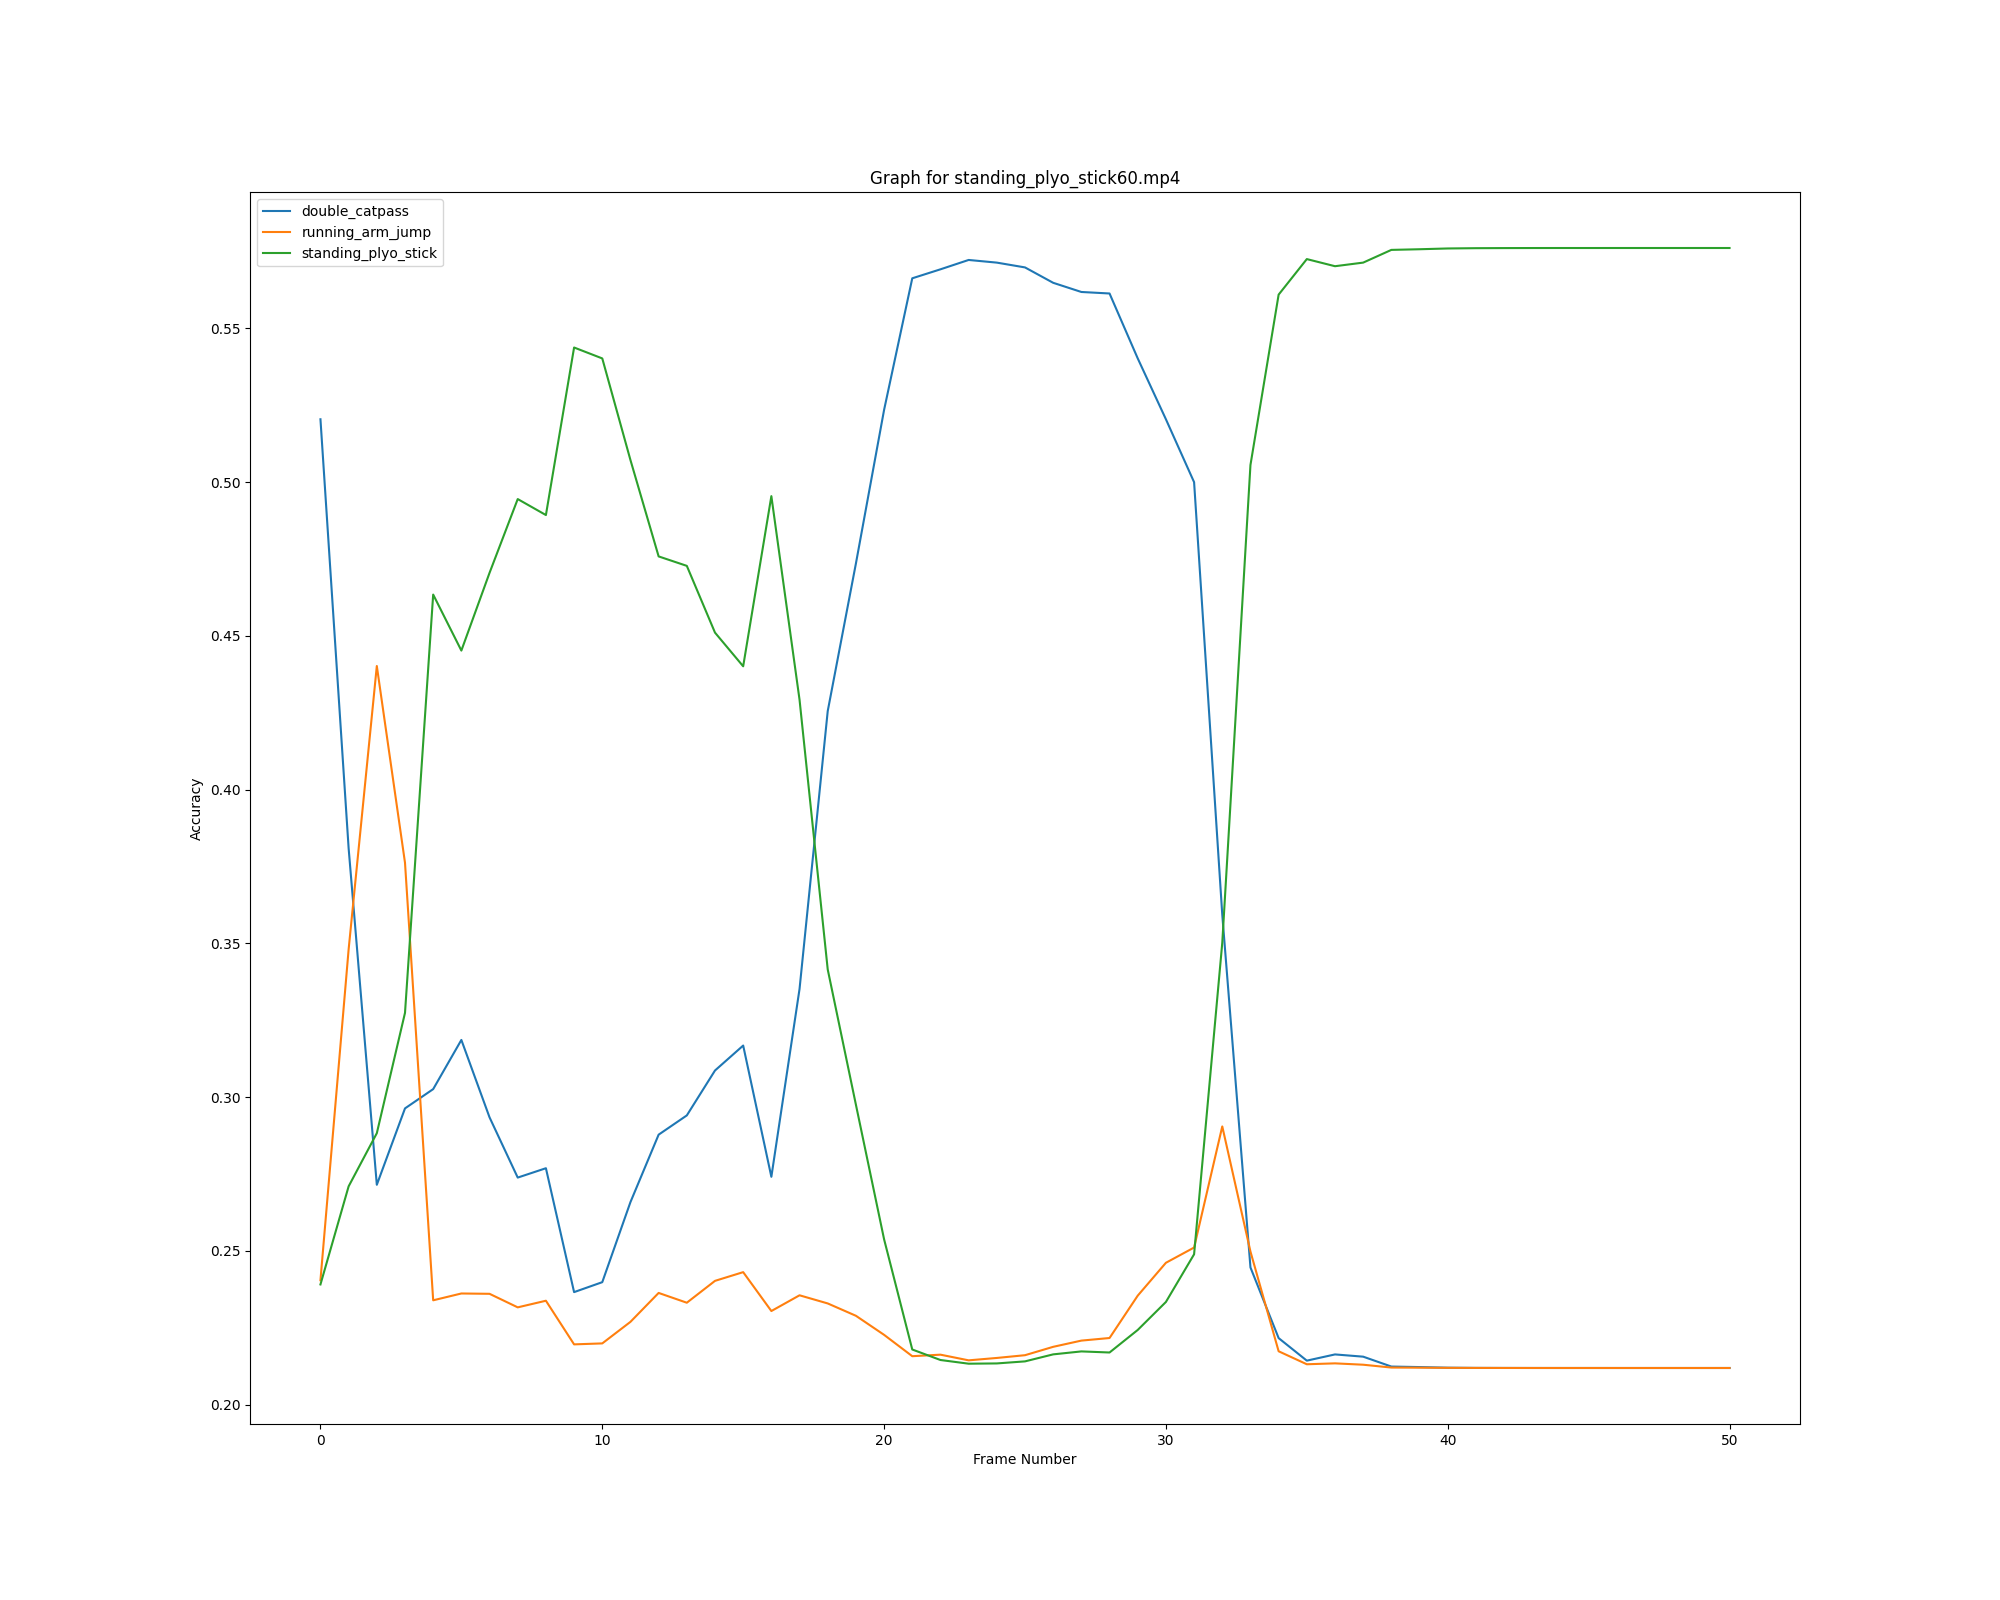 Graph for standing_plyo_stick60.mp4
double_catpass
running_arm_jump
standing_plyo_stick
Accuracy
0.55
0.50
0.45
0.40
0.35
0.30
0.25
0.20
0 10 20 30 40 50
Frame Number